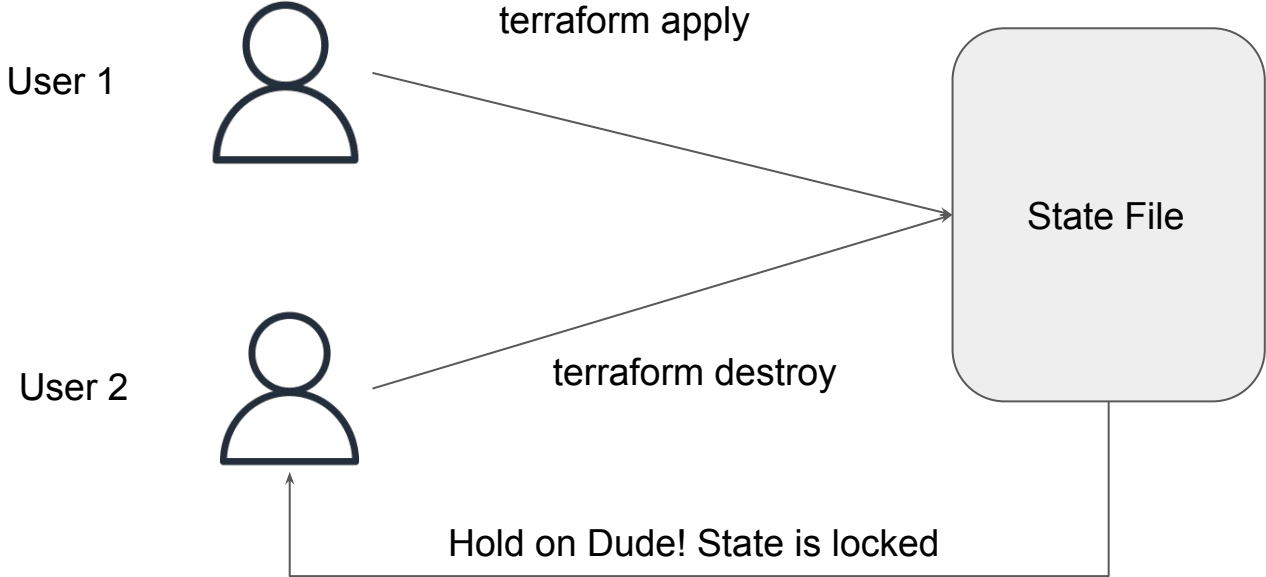 terraform apply
User 1
State File
User 2
terraform destroy
Hold on Dude! State is locked